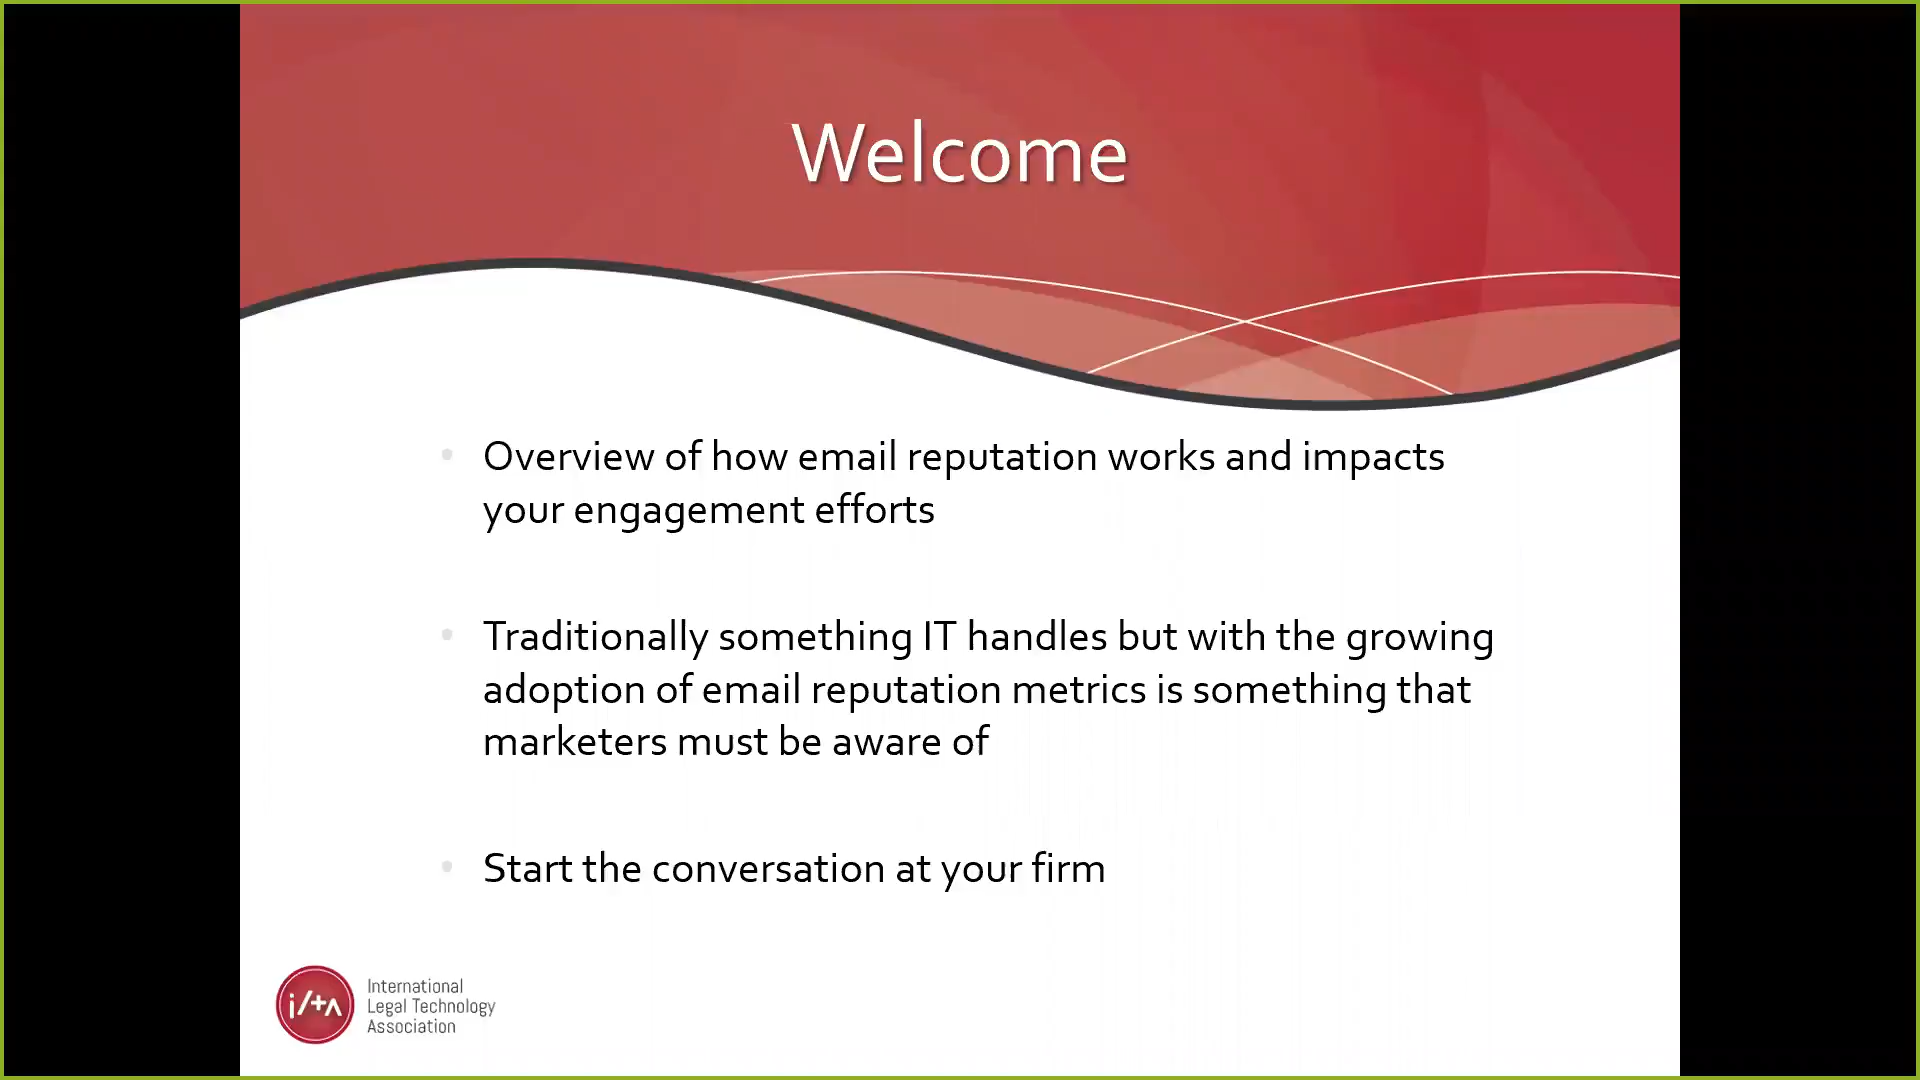 Welcome
• Overview of how email reputation works and impacts
your engagement efforts
• Traditionally something IT handles but with the growing
adoption of email reputation metrics is something that
marketers must be aware of
• Start the conversation at your firm
ilta
International
Legal Technology
Association